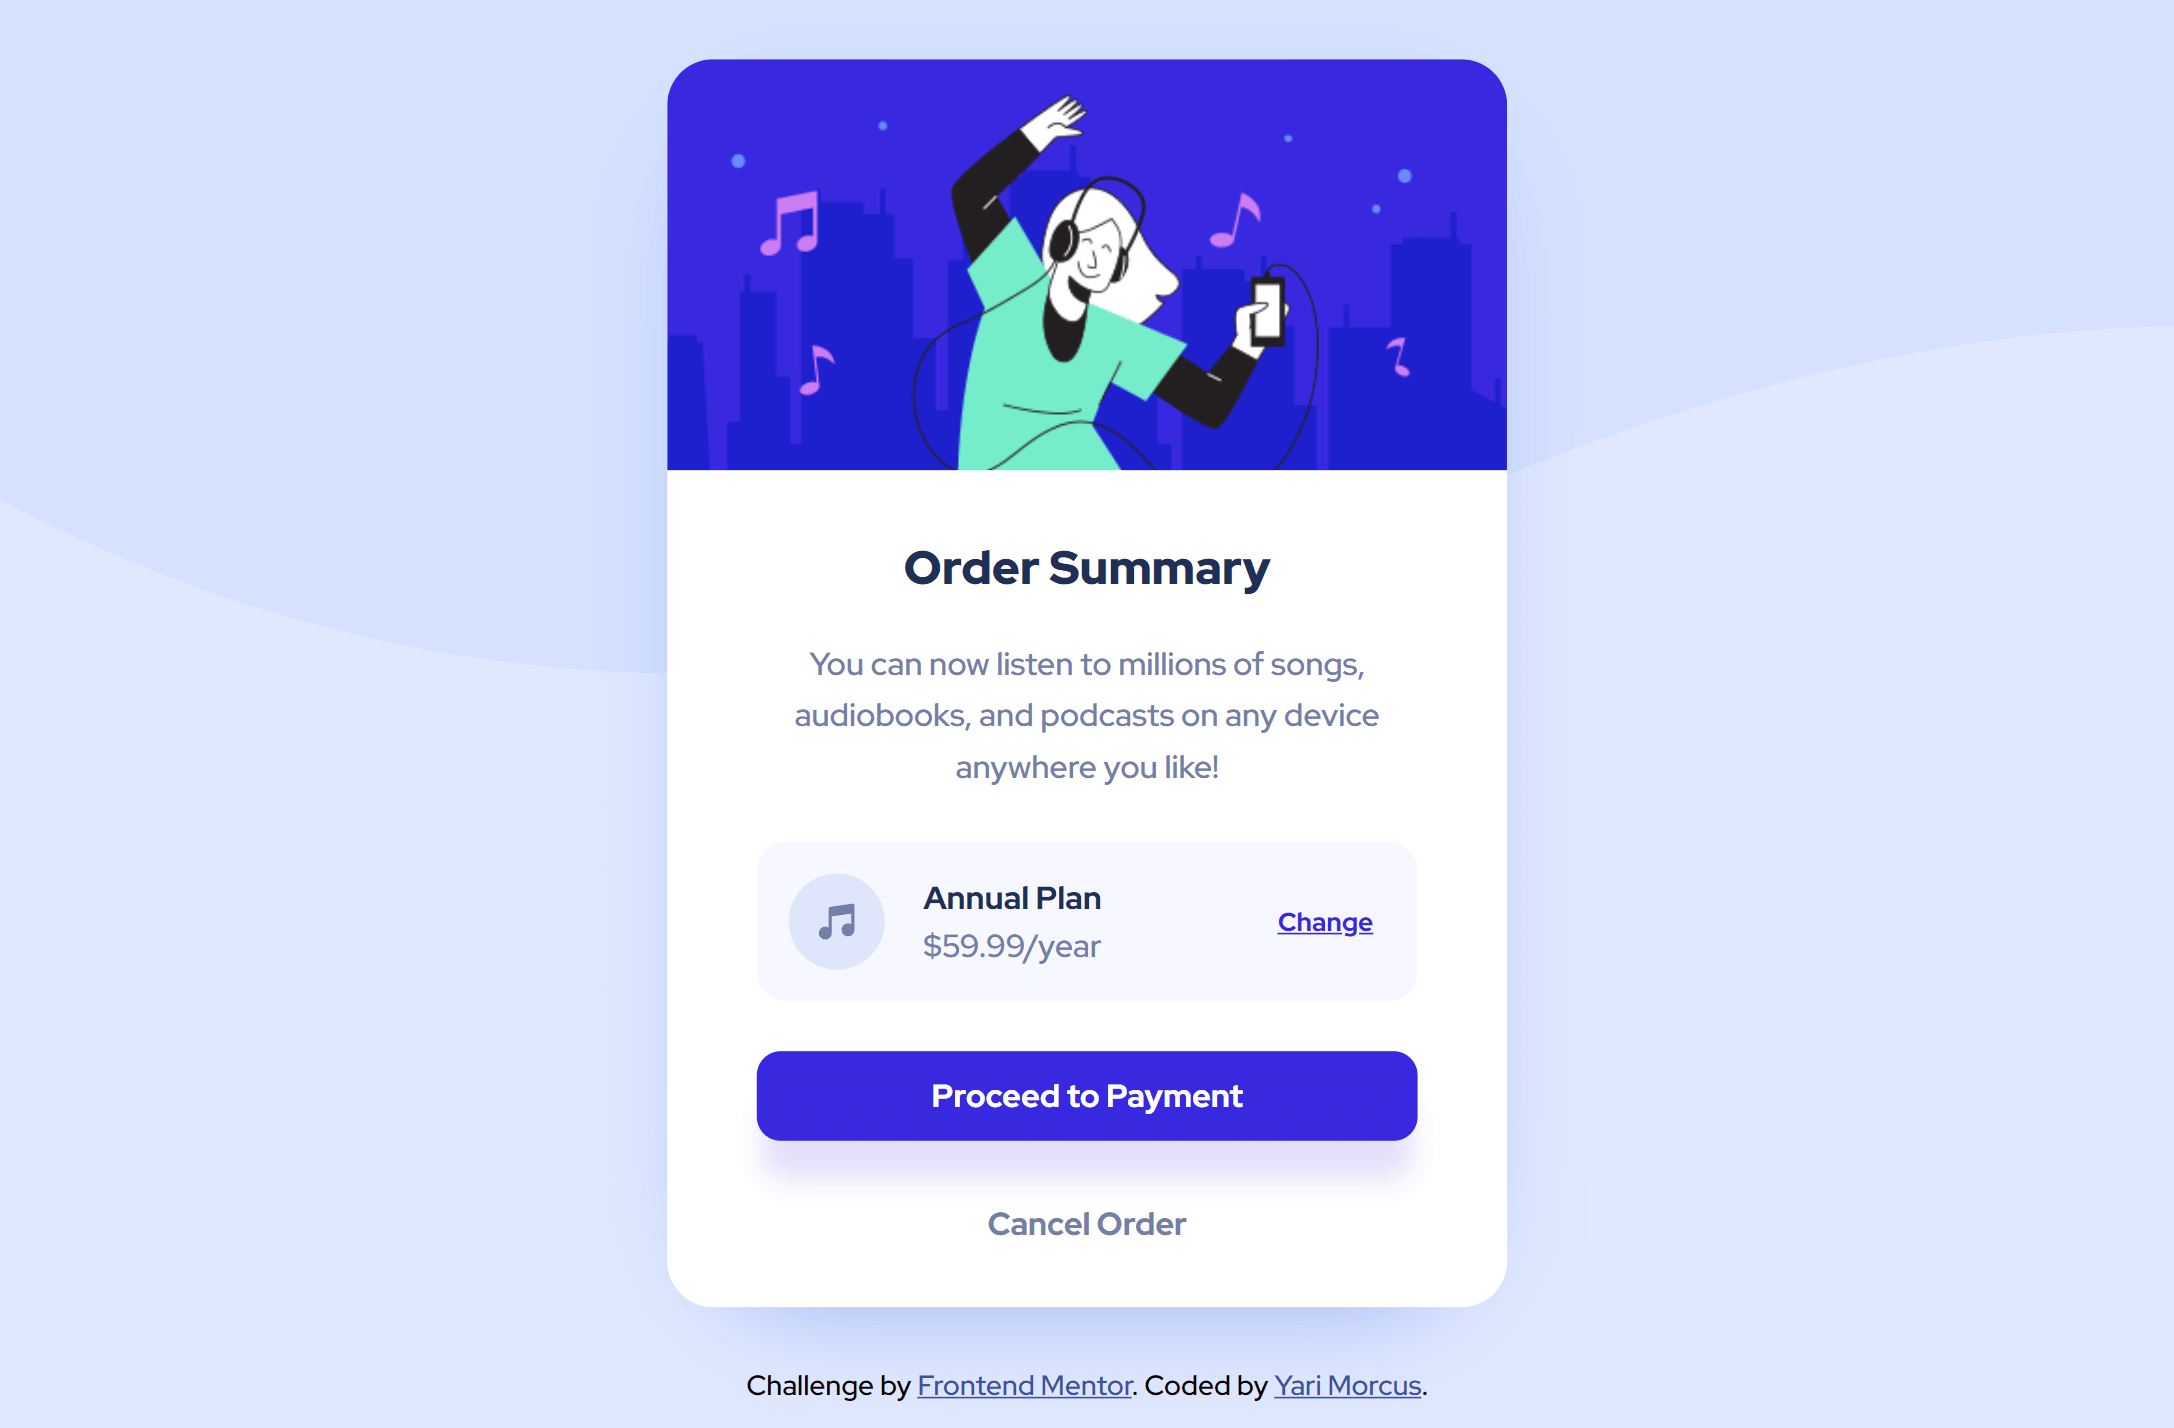 Order Summary
You can now listen to millions of songs,
audiobooks, and podcasts on any device
anywhere you like!
Annual Plan
$59.99/year
Change
Proceed to Payment
Cancel Order
Challenge by Frontend Mentor. Coded by Yari Morcus.